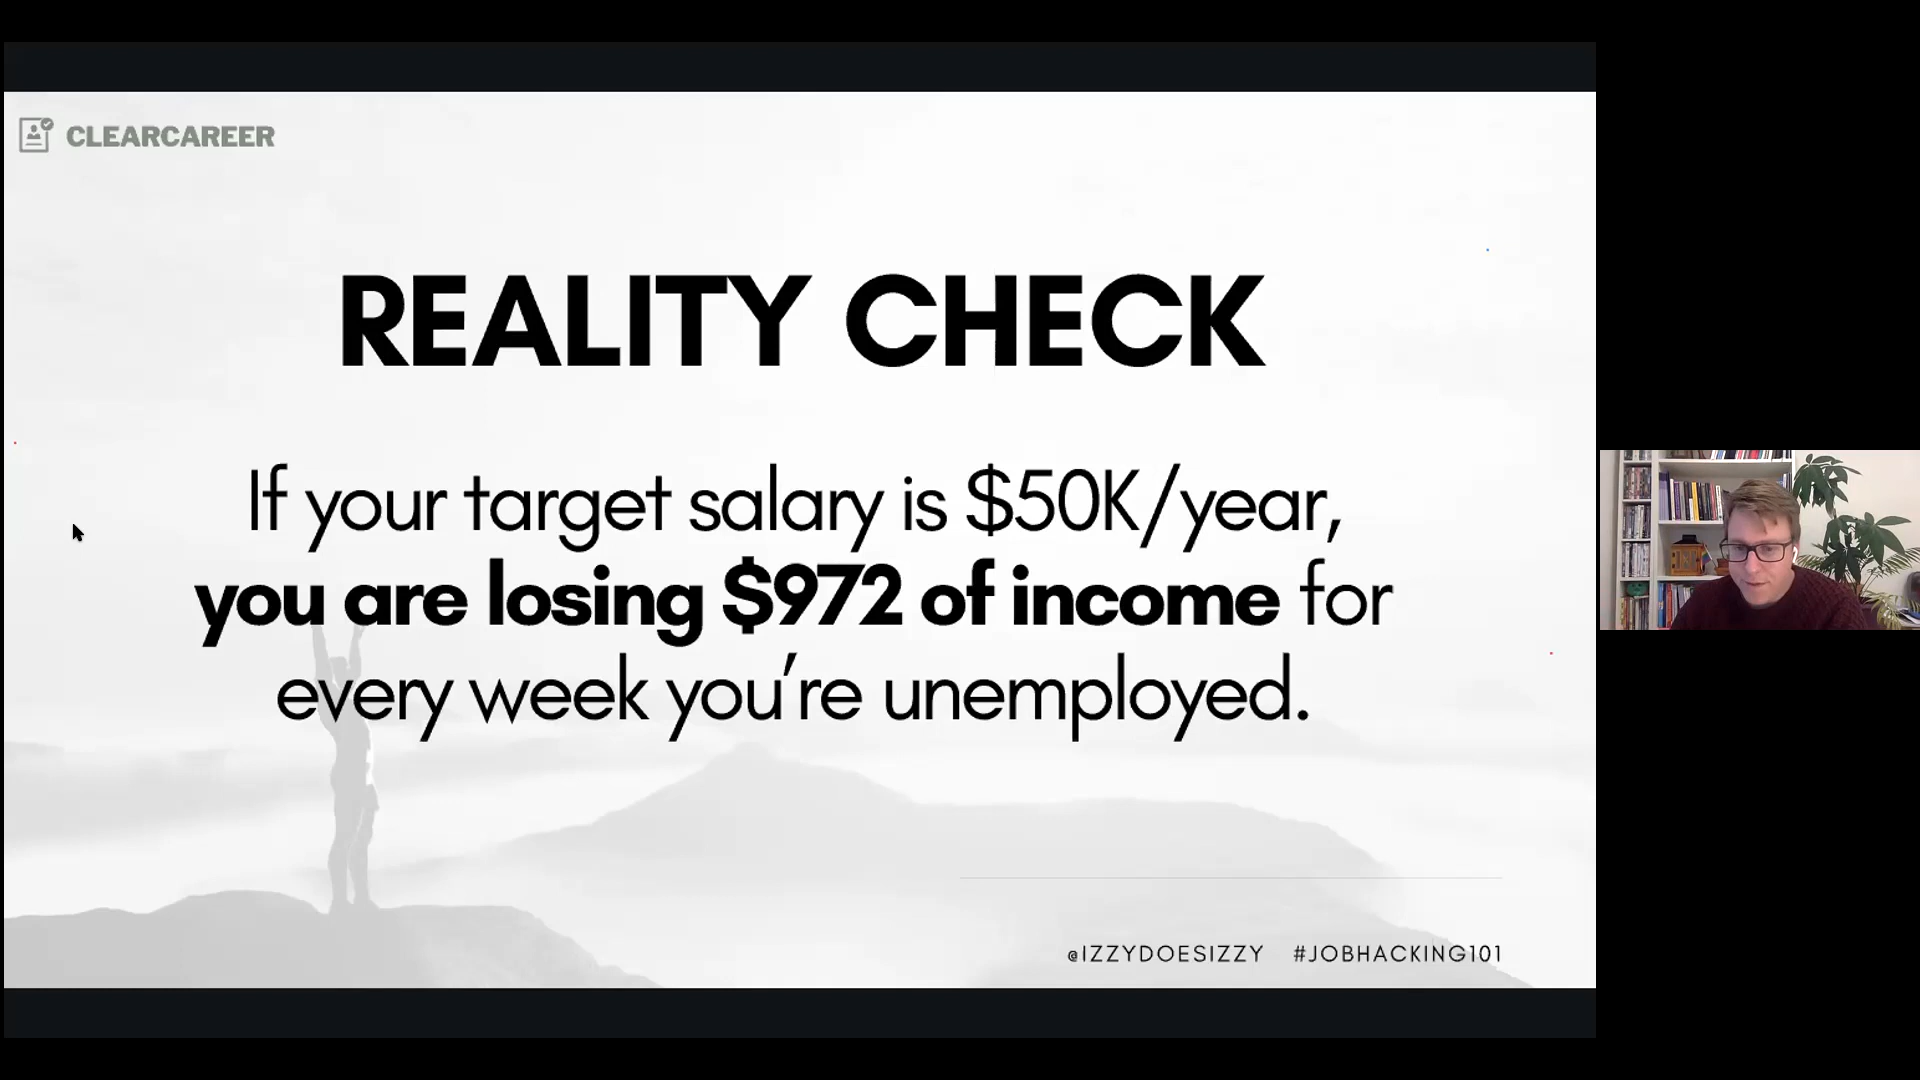 CLEARCAREER
REALITY CHECK
If your target salary is $50K/year,
you are losing $972 of income for
every week you’re unemployed.
@IZZYDOESIZZY #JOBHACKING101